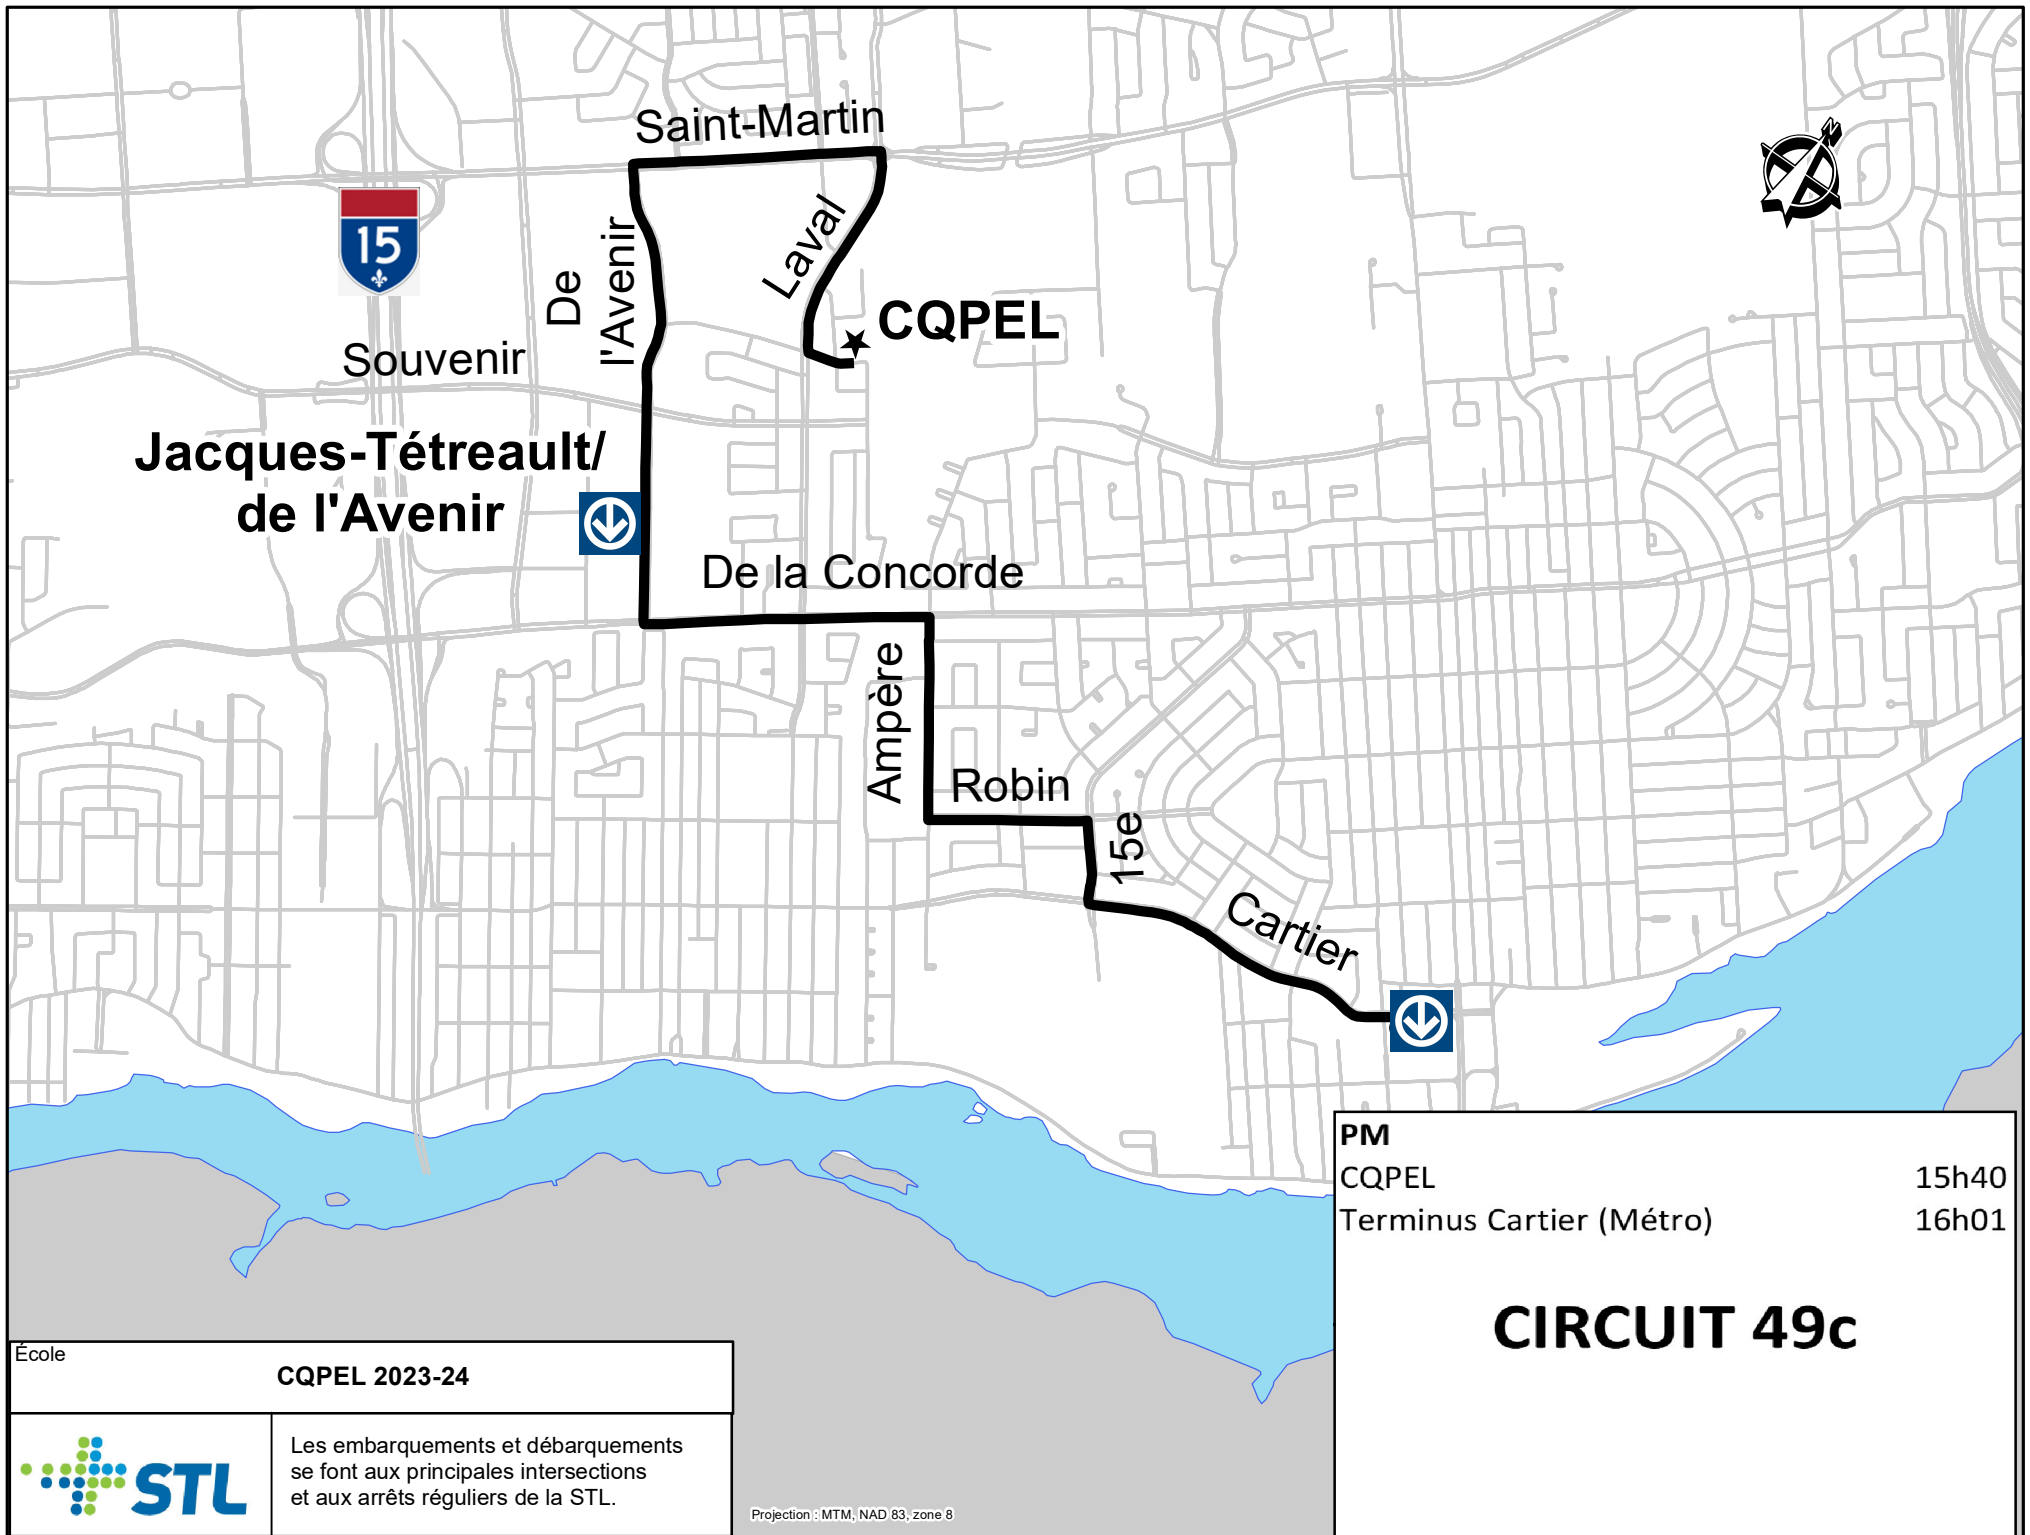 Saint-Martin
De
l'Avenir
Laval
15
CQPEL
Souvenir
Jacques-Tétreault/
de l'Avenir
De la Concorde
Ampère
Robin
15e
Cartier
N
PM
CQPEL 15h40
Terminus Cartier (Métro) 16h01
CIRCUIT 49c
École
CQPEL 2023-24
STL
Les embarquements et débarquements
se font aux principales intersections
et aux arrêts réguliers de la STL.
Projection : MTM, NAD 83, zone 8